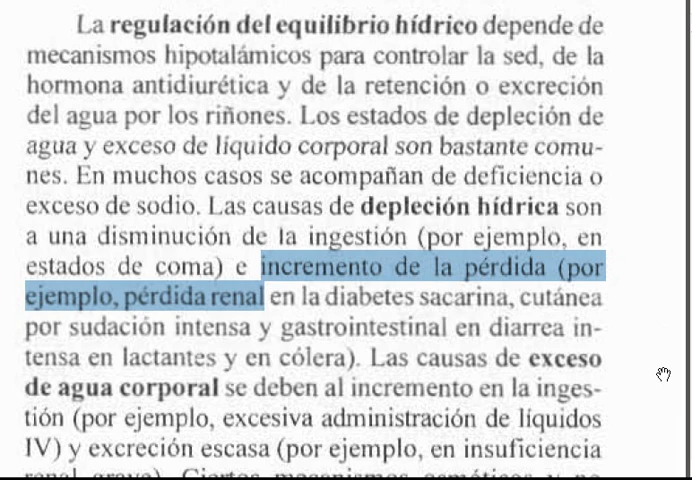 La regulación del equilibrio hídrico depende de
mecanismos hipotalámicos para controlar la sed, de la
hormona antidiurética y de la retención o excreción
del agua por los riñones. Los estados de depleción de
agua y exceso de líquido corporal son bastante comu-
nes. En muchos casos se acompañan de deficiencia o
exceso de sodio. Las causas de depleción hídrica son
a una disminución de la ingestión (por ejemplo, en
estados de coma) e incremento de la pérdida (por
ejemplo, pérdida renal en la diabetes sacarina, cutánea
por sudación intensa y gastrointestinal en diarrea in-
tensa en lactantes y en cólera). Las causas de exceso
de agua corporal se deben al incremento en la inges-
tión (por ejemplo, excesiva administración de líquidos
IV) y excreción escasa (por ejemplo, en insuficiencia
renal grave). Ciertos mecanismos osmóticos y no